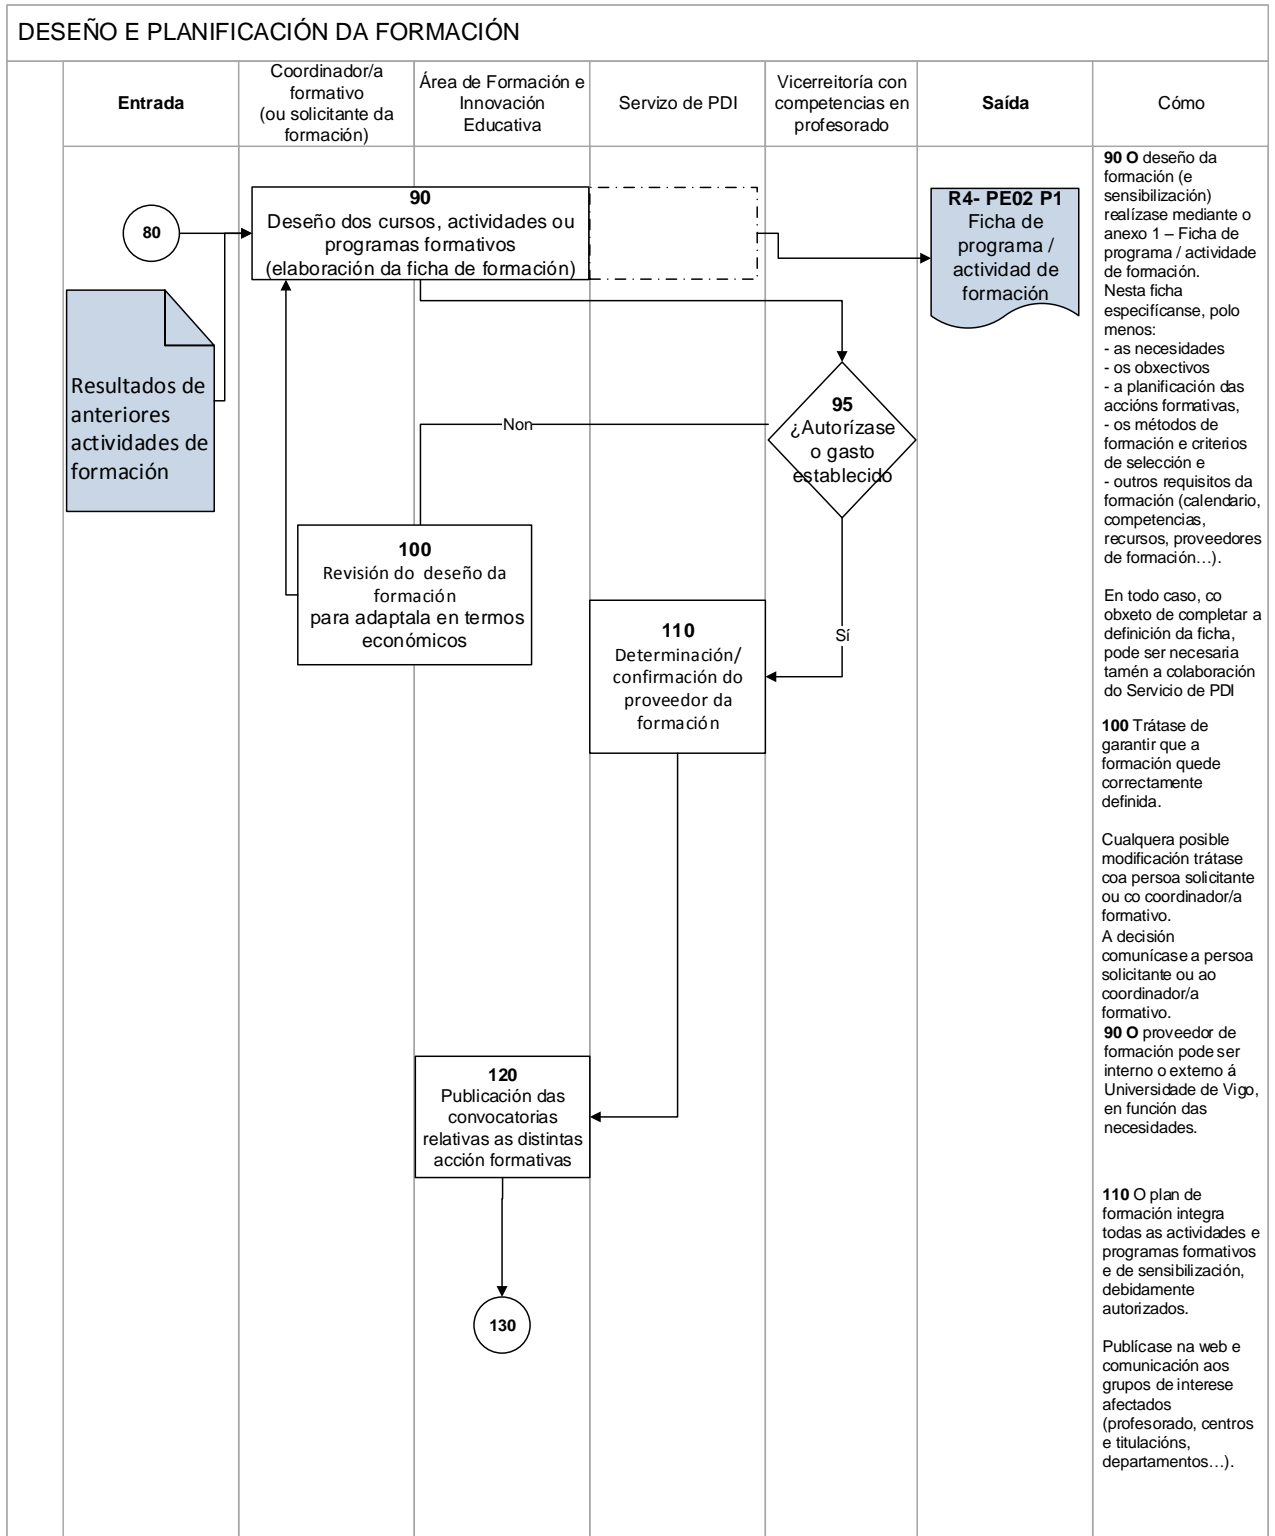 DESEÑO E PLANIFICACIÓN DA FORMACIÓN
Entrada
Coordinador/a
formativo
(ou solicitante da
formación)
Área de Formación e
Innovación
Educativa
Servizo de PDI
Vicerreitoría con
competencias en
profesorado
Saída
Cómo
80
Resultados de
anteriores
actividades de
formación
90
Deseño dos cursos, actividades ou
programas formativos
(elaboración da ficha de formación)
R4- PE02 P1
Ficha de
programa /
actividad de
formación
95
¿Autorízase
o gasto
establecido
Non
Sí
100
Revisión do deseño da
formación
para adaptala en termos
económicos
110
Determinación/
confirmación do
proveedor da
formación
120
Publicación das
convocatorias
relativas as distintas
acción formativas
130
90 O deseño da
formación (e
sensibilización)
realízase mediante o
anexo 1 – Ficha de
programa / actividade
de formación.
Nesta ficha
especifícanse, polo
menos:
- as necesidades
- os obxectivos
- a planificación das
accións formativas,
- os métodos de
formación e criterios
de selección e
- outros requisitos da
formación (calendario,
competencias,
recursos, proveedores
de formación…).
En todo caso, co
obxeto de completar a
definición da ficha,
pode ser necesaria
tamén a colaboración
do Servicio de PDI
100 Trátase de
garantir que a
formación quede
correctamente
definida.
Cualquera posible
modificación trátase
coa persoa solicitante
ou co coordinador/a
formativo.
A decisión
comunícase a persoa
solicitante ou ao
coordinador/a
formativo.
90 O proveedor de
formación pode ser
interno o externo á
Universidade de Vigo,
en función das
necesidades.
110 O plan de
formación integra
todas as actividades e
programas formativos
e de sensibilización,
debidamente
autorizados.
Publícase na web e
comunicación aos
grupos de interese
afectados
(profesorado, centros
e titulacións,
departamentos…).